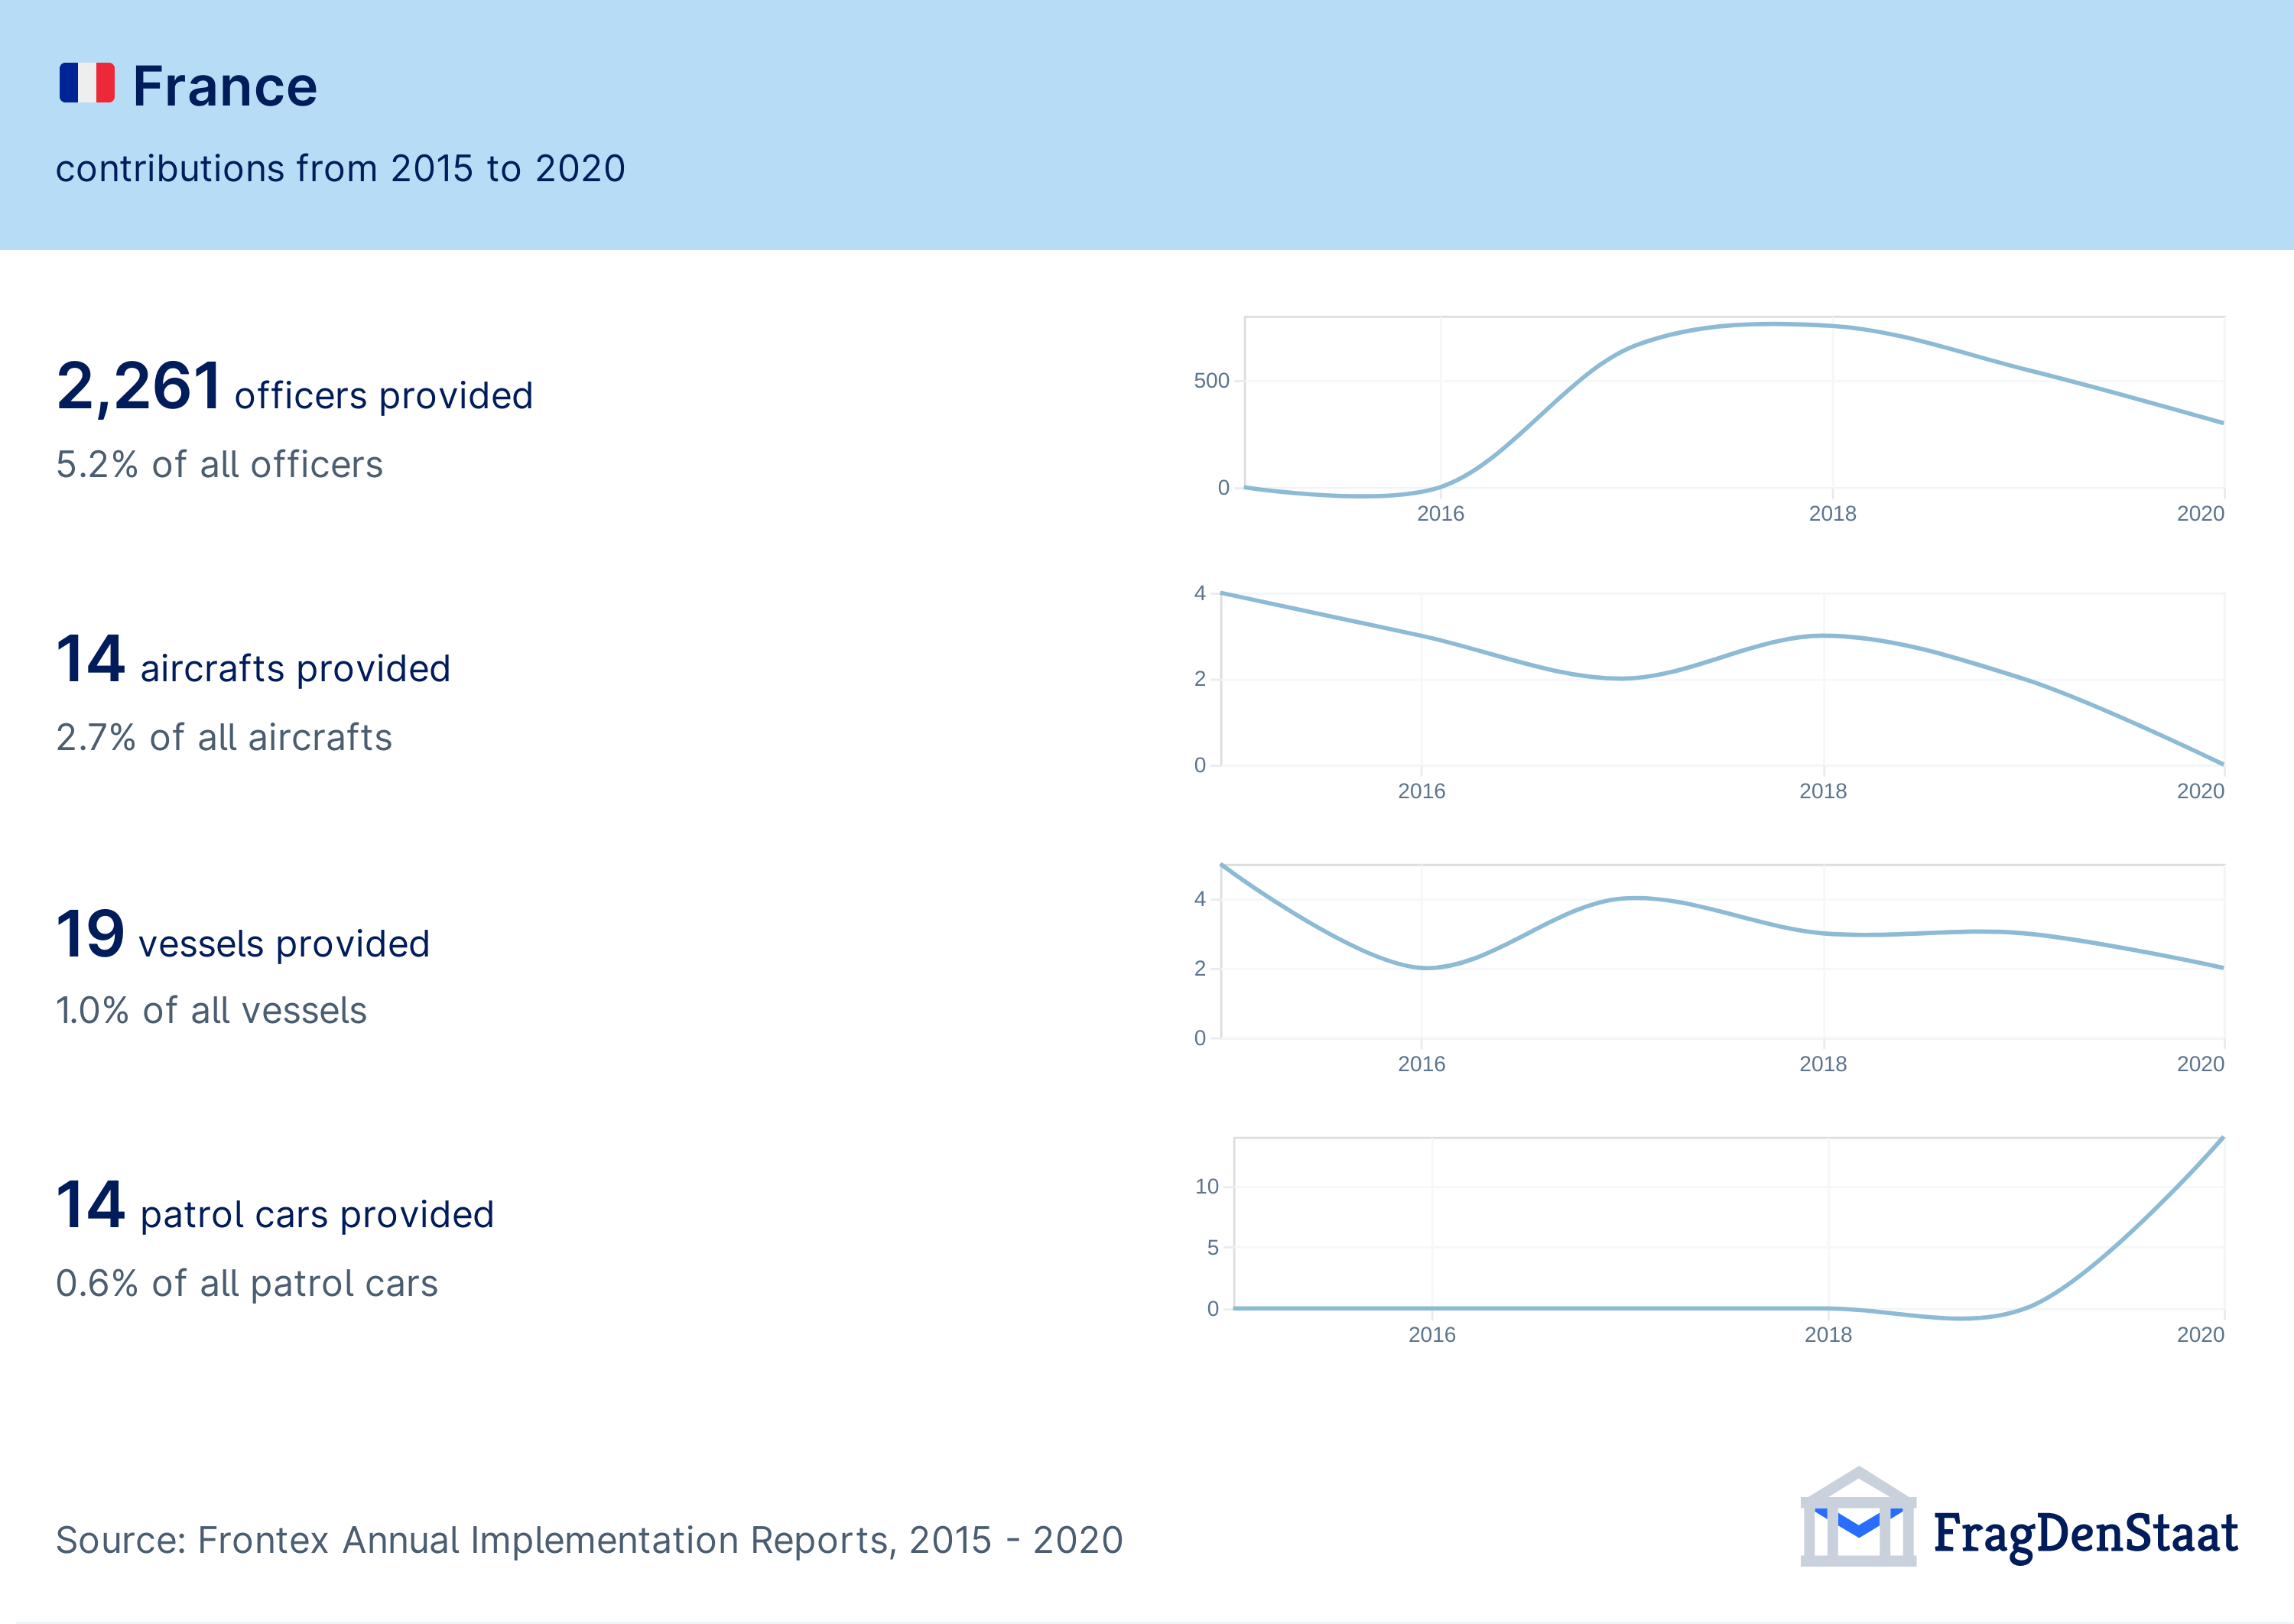 France
contributions from 2015 to 2020
2,261 officers provided
5.2% of all officers
500
0
2016
2018
2020
14 aircrafts provided
2.7% of all aircrafts
4
2
0
2016
2018
2020
19 vessels provided
1.0% of all vessels
4
2
0
2016
2018
2020
14 patrol cars provided
0.6% of all patrol cars
10
5
0
2016
2018
2020
Source: Frontex Annual Implementation Reports, 2015 - 2020
FragDenStaat